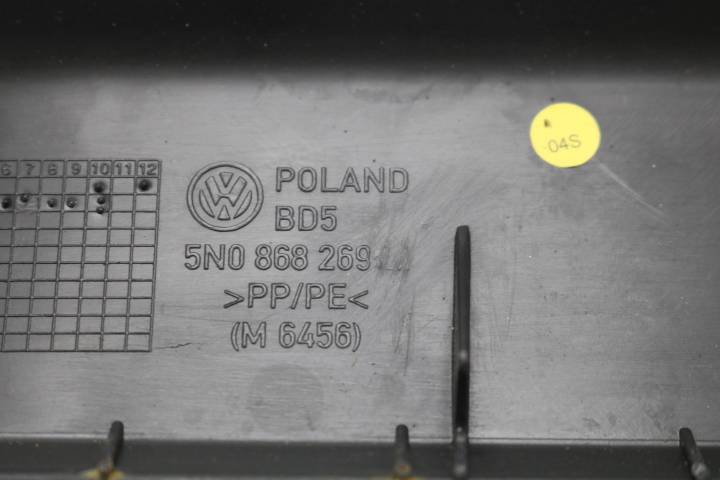 04S
6 7 8 9 10 11 12
POLAND
BD5
5N0 868 269
>PP/PE<
(M 6456)